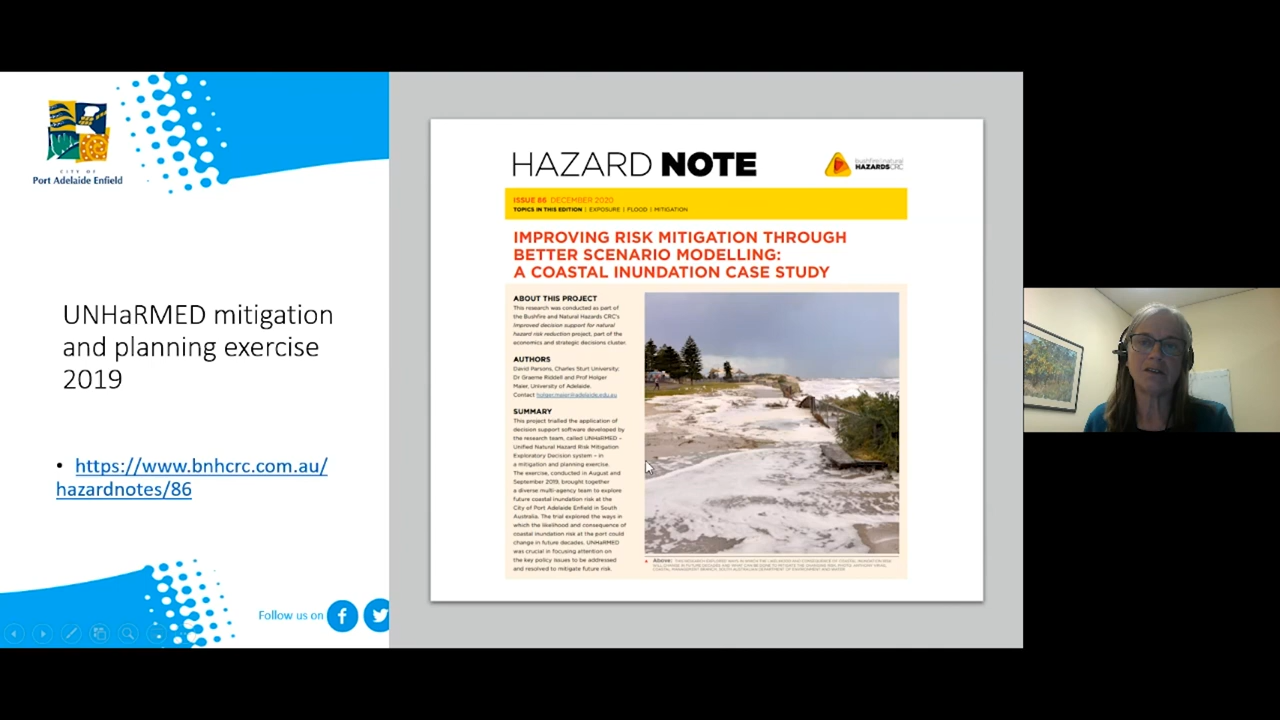 CITY OF
Port Adelaide Enfield
UNHaRMED mitigation
and planning exercise
2019
• https://www.bnhcrc.com.au/
hazardnotes/86
Follow us on
HAZARD NOTE
bushfire&natural
HAZARDSCRC
ISSUE 86 DECEMBER 2020
TOPICS IN THIS EDITION | EXPOSURE | FLOOD | MITIGATION
IMPROVING RISK MITIGATION THROUGH
BETTER SCENARIO MODELLING:
A COASTAL INUNDATION CASE STUDY
ABOUT THIS PROJECT
This research was conducted as part of
the Bushfire and Natural Hazards CRC's
Improved decision support for natural
hazard risk reduction project, part of the
economics and strategic decisions cluster.
AUTHORS
David Parsons, Charles Sturt University,
Dr Graeme Riddell and Prof Holger
Maier, University of Adelaide.
Contact holger.maier@adelaide.edu.au
SUMMARY
This project trialled the application of
decision support software developed by
the research team, called UNHaRMED –
Unified Natural Hazard Risk Mitigation
Exploratory Decision system – in
a mitigation and planning exercise.
The exercise, conducted in August and
September 2019, brought together
a diverse multi-agency team to explore
future coastal inundation risk at the
City of Port Adelaide Enfield in South
Australia. The trial explored the ways in
which the likelihood and consequence of
coastal inundation risk at the port could
change in future decades. UNHaRMED
was crucial in focusing attention on
the key policy issues to be addressed
and resolved to mitigate future risk.
Above: